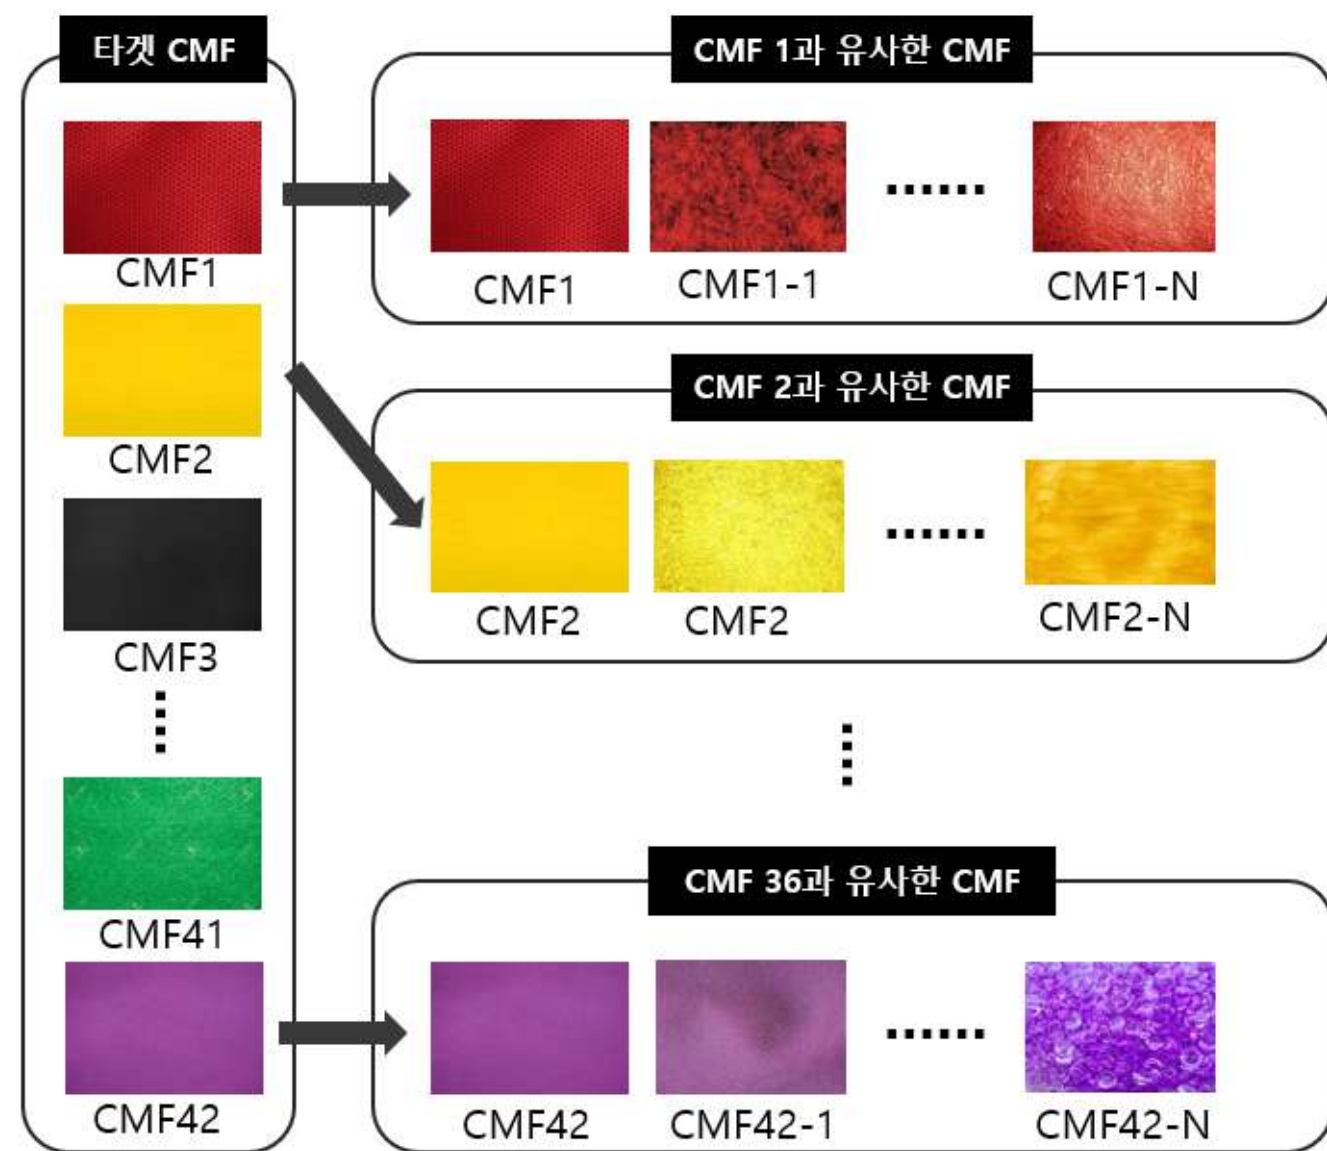 타겟 CMF
CMF1
CMF2
CMF3
CMF41
CMF42
CMF 1과 유사한 CMF
CMF1
CMF1-1
CMF1-N
CMF 2과 유사한 CMF
CMF2
CMF2
CMF2-N
CMF 36과 유사한 CMF
CMF42
CMF42-1
CMF42-N